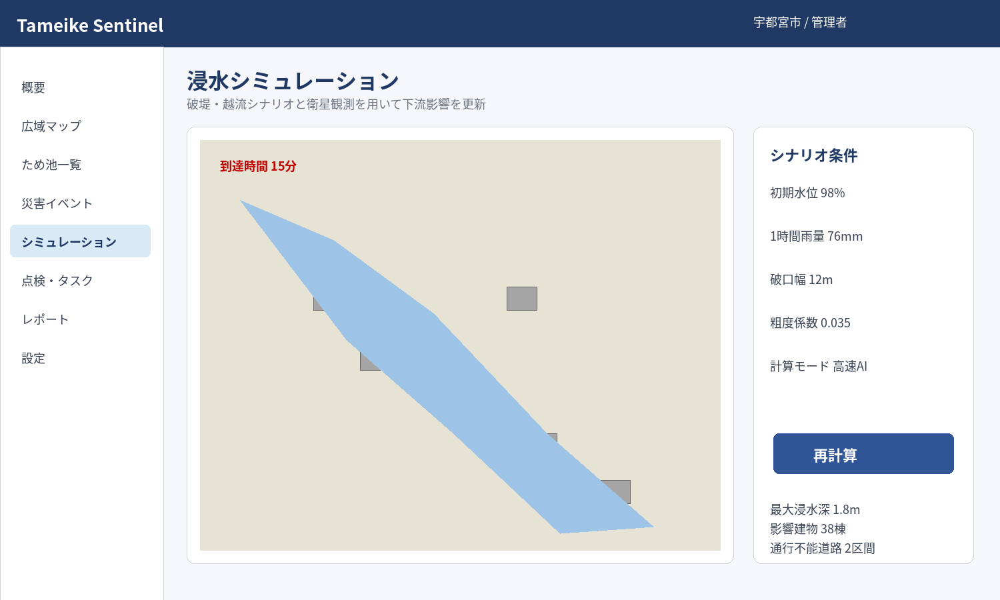 Tameike Sentinel
宇都宮市 / 管理者
概要
広域マップ
ため池一覧
災害イベント
シミュレーション
点検・タスク
レポート
設定
浸水シミュレーション
破堤・越流シナリオと衛星観測を用いて下流影響を更新
到達時間 15分
シナリオ条件
初期水位 98%
1時間雨量 76mm
破口幅 12m
粗度係数 0.035
計算モード 高速AI
再計算
最大浸水深 1.8m
影響建物 38棟
通行不能道路 2区間